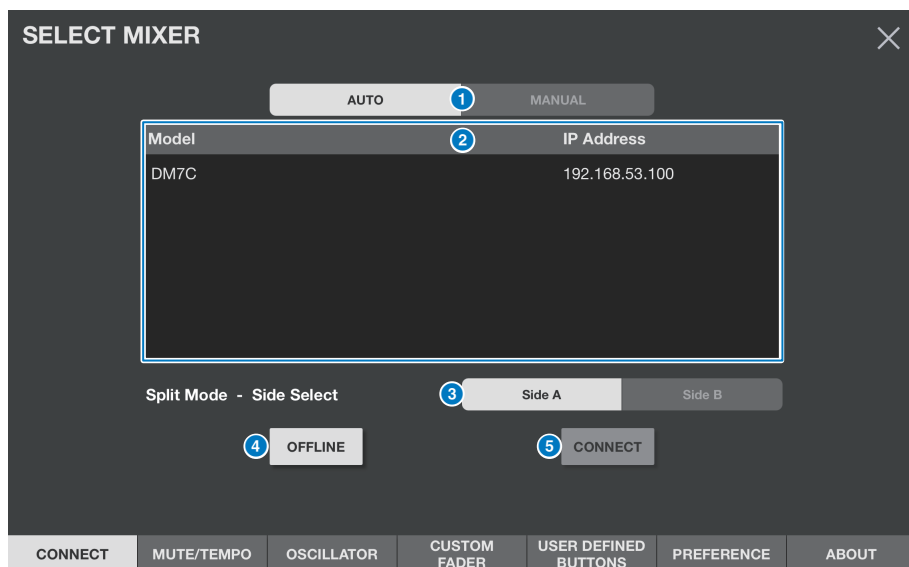 SELECT MIXER
AUTO 1 MANUAL
Model 2 IP Address
DM7C 192.168.53.100
Split Mode - Side Select 3 Side A Side B
4 OFFLINE 5 CONNECT
CONNECT MUTE/TEMPO OSCILLATOR CUSTOM FADER USER DEFINED BUTTONS PREFERENCE ABOUT